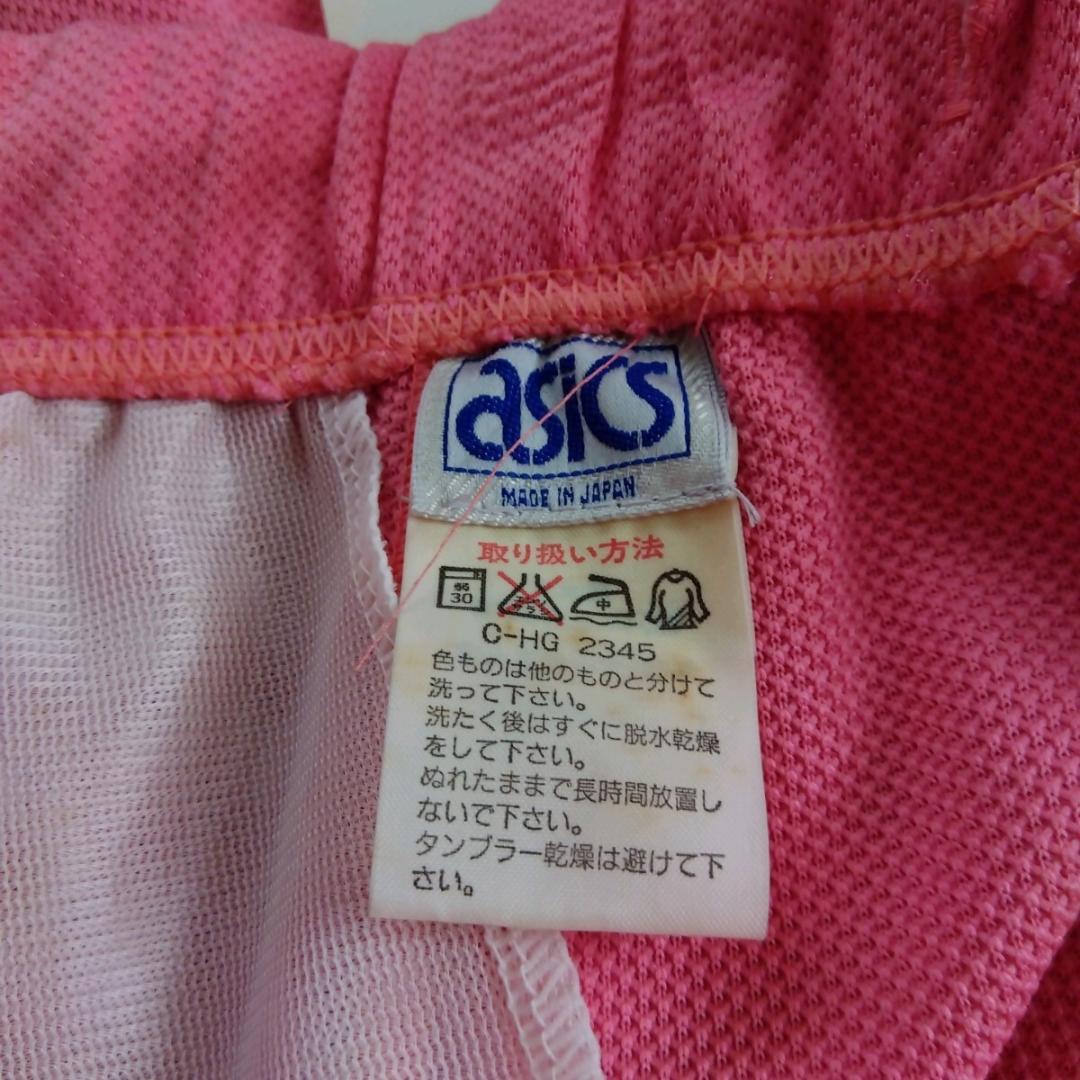 asics
MADE IN JAPAN
取り扱い方法
弱
30
中
C-HG 2345
色ものは他のものと分けて
洗って下さい。
洗たく後はすぐに脱水乾燥
をして下さい。
ぬれたままで長時間放置し
ないで下さい。
タンブラー乾燥は避けて下
さい。